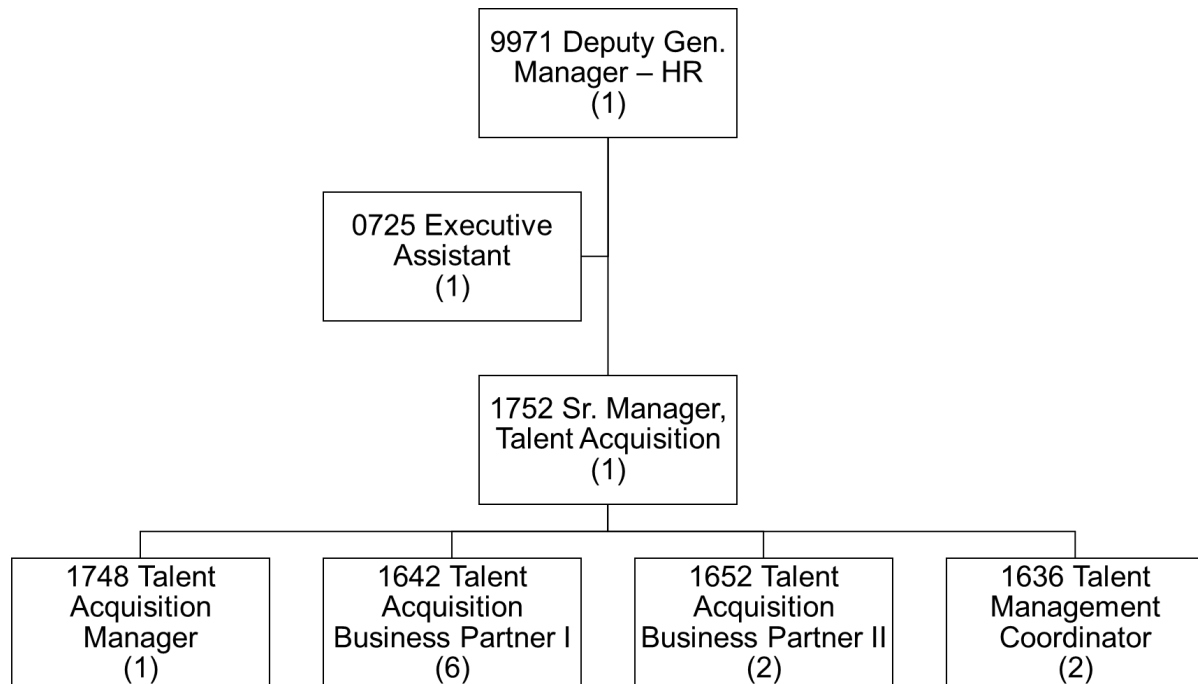 9971 Deputy Gen.
Manager – HR
(1)
0725 Executive
Assistant
(1)
1752 Sr. Manager,
Talent Acquisition
(1)
1748 Talent
Acquisition
Manager
(1)
1642 Talent
Acquisition
Business Partner I
(6)
1652 Talent
Acquisition
Business Partner II
(2)
1636 Talent
Management
Coordinator
(2)